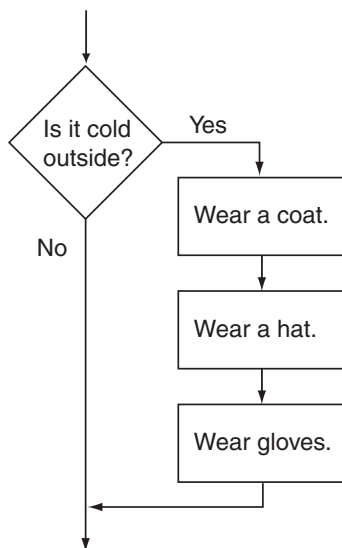 Is it cold
outside?
Yes
Wear a coat.
No
Wear a hat.
Wear gloves.